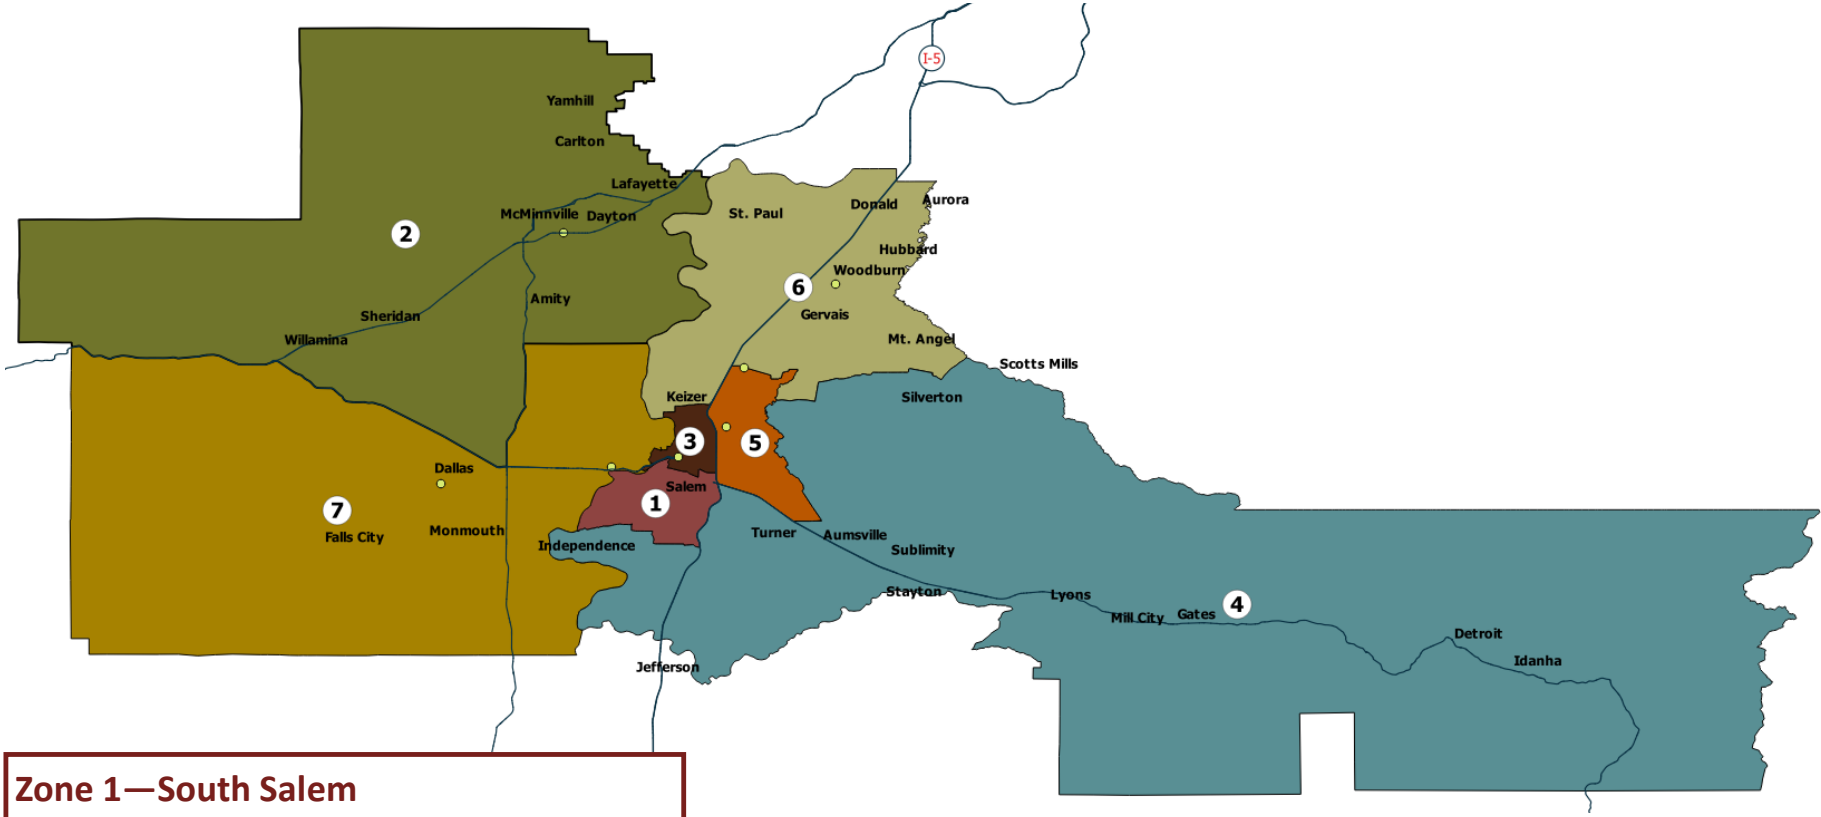 I-5
Yamhill
Carlton
Lafayette
McMinnville
Dayton
St. Paul
Donald
Aurora
2
Hubbard
Woodburn
6
Amity
Sheridan
Gervais
Willamina
Mt. Angel
Scotts Mills
Keizer
Silverton
3
5
Dallas
Salem
1
7
Falls City
Monmouth
Independence
Turner
Aumsville
Sublimity
Stayton
Lyons
4
Mill City
Gates
Detroit
Idanha
Jefferson
Zone 1—South Salem